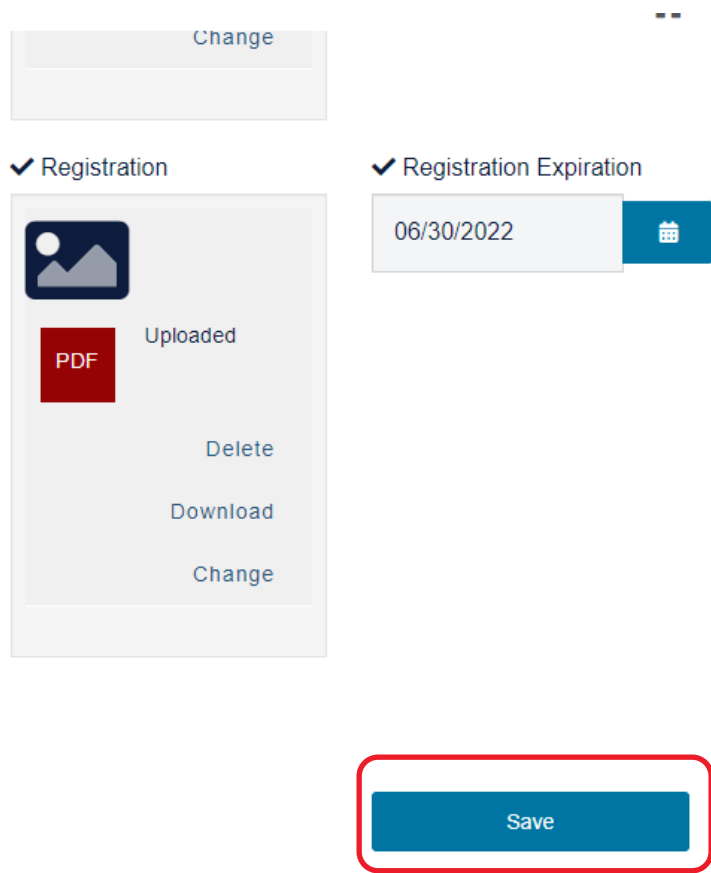 Change
Registration
Registration Expiration
06/30/2022
Uploaded
PDF
Delete
Download
Change
Save